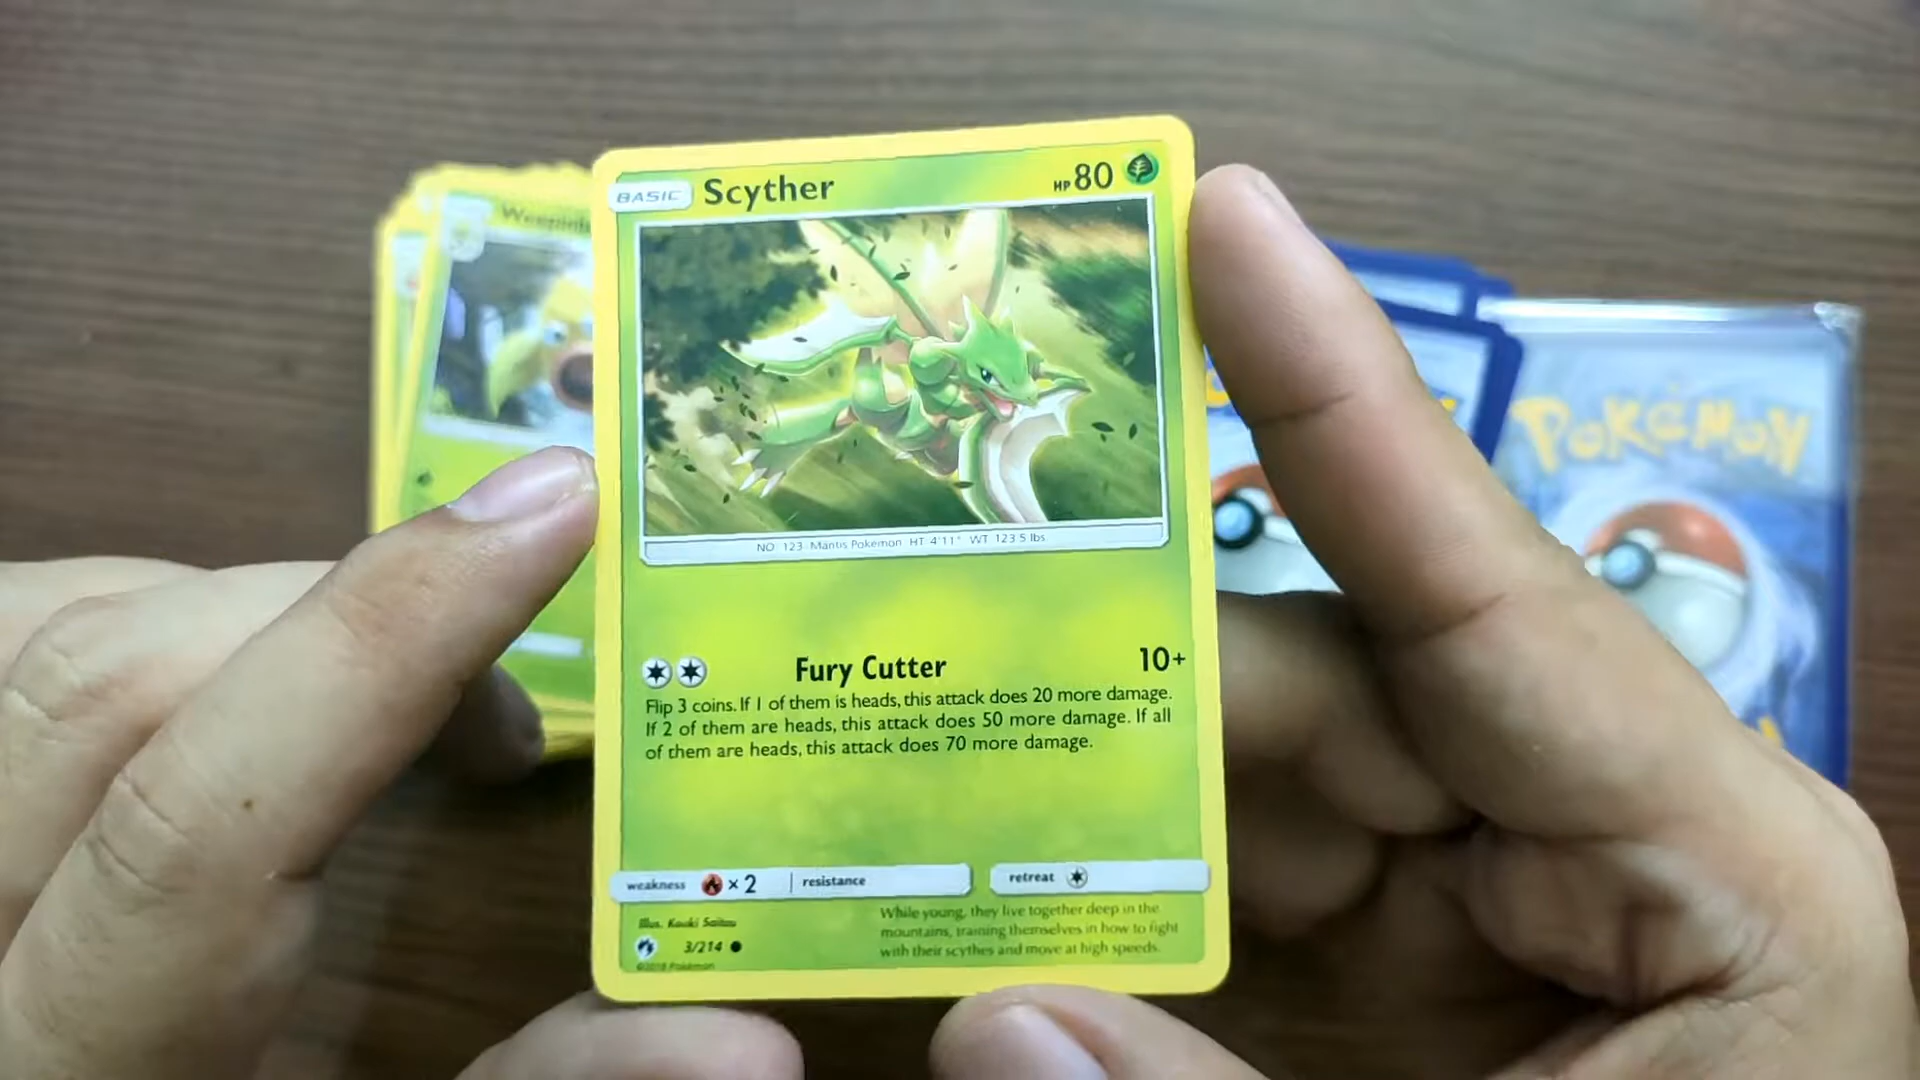 BASIC Scyther HP 80
NO. 123 Mantis Pokémon HT 4'11" WT 123.5 lbs.
Fury Cutter 10+
Flip 3 coins. If 1 of them is heads, this attack does 20 more damage.
If 2 of them are heads, this attack does 50 more damage. If all
of them are heads, this attack does 70 more damage.
weakness ×2 resistance retreat
Illus. Kouki Saitou
3/214
©2018 Pokémon
While young, they live together deep in the
mountains, training themselves in how to fight
with their scythes and move at high speeds.
POKéMON